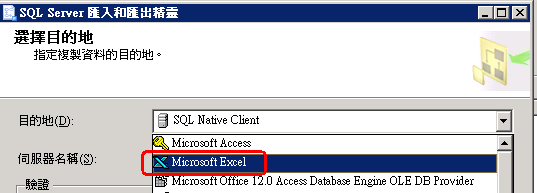 SQL Server 匯入和匯出精靈
選擇目的地
指定複製資料的目的地。
目的地(D):
SQL Native Client
Microsoft Access
伺服器名稱(S):
Microsoft Excel
Microsoft Office 12.0 Access Database Engine OLE DB Provider
驗證